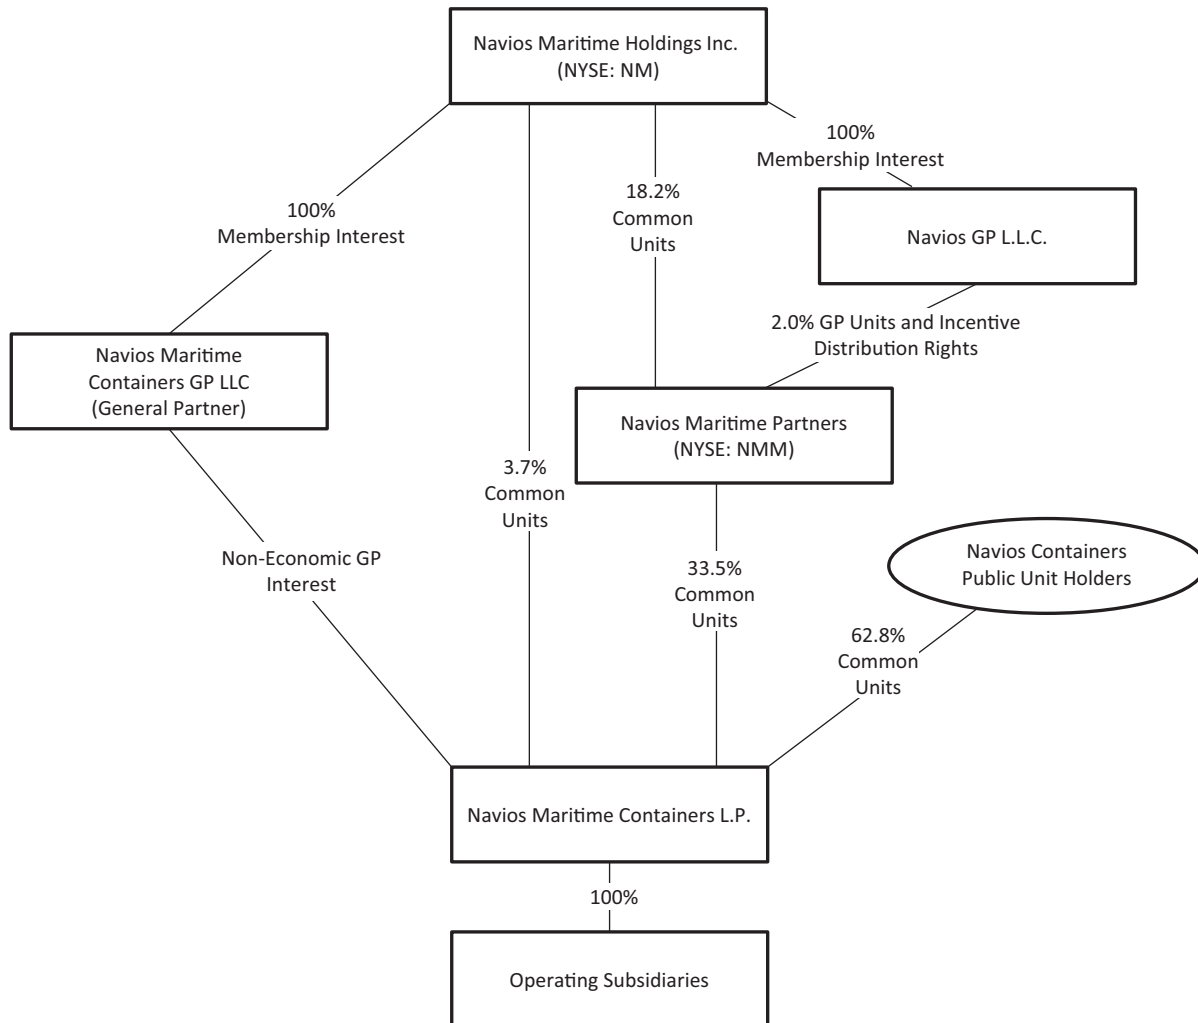 Navios Maritime Holdings Inc.
(NYSE: NM)
100%
Membership Interest
18.2%
Common
Units
100%
Membership Interest
Navios GP L.L.C.
2.0% GP Units and Incentive
Distribution Rights
Navios Maritime
Containers GP LLC
(General Partner)
Navios Maritime Partners
(NYSE: NMM)
3.7%
Common
Units
Non-Economic GP
Interest
33.5%
Common
Units
Navios Containers
Public Unit Holders
62.8%
Common
Units
Navios Maritime Containers L.P.
100%
Operating Subsidiaries